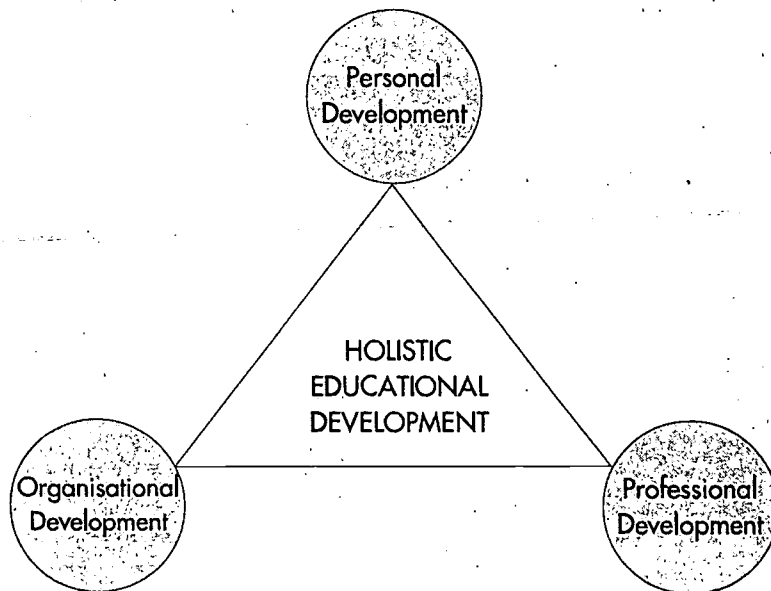 Personal
Development
HOLISTIC
EDUCATIONAL
DEVELOPMENT
Organisational
Development
Professional
Development